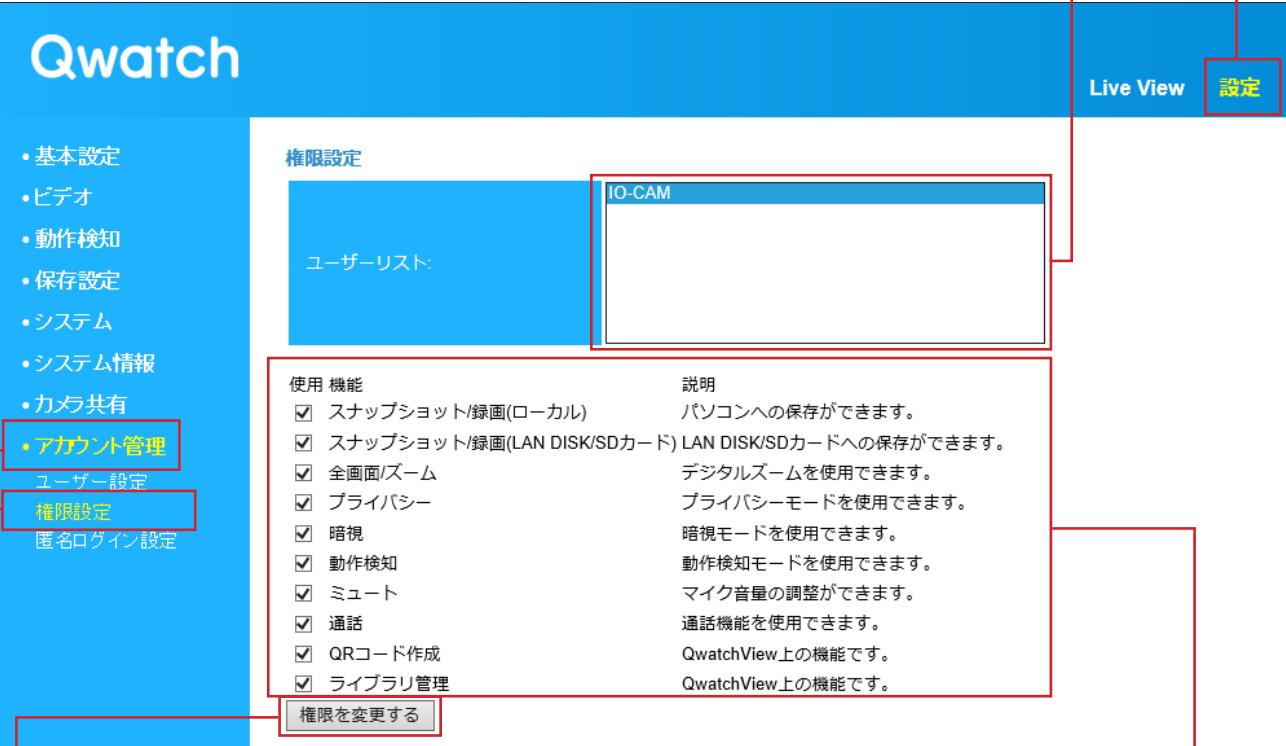 Qwatch
Live View 設定
・基本設定
・ビデオ
・動作検知
・保存設定
・システム
・システム情報
・カメラ共有
・アカウント管理
ユーザー設定
権限設定
匿名ログイン設定
権限設定
ユーザーリスト:
IO-CAM
使用 機能 説明
スナップショット/録画(ローカル) パソコンへの保存ができます。
スナップショット/録画(LAN DISK/SDカード) LAN DISK/SDカードへの保存ができます。
全画面/ズーム デジタルズームを使用できます。
プライバシー プライバシーモードを使用できます。
暗視 暗視モードを使用できます。
動作検知 動作検知モードを使用できます。
ミュート マイク音量の調整ができます。
通話 通話機能を使用できます。
QRコード作成 QwatchView上の機能です。
ライブラリ管理 QwatchView上の機能です。
権限を変更する